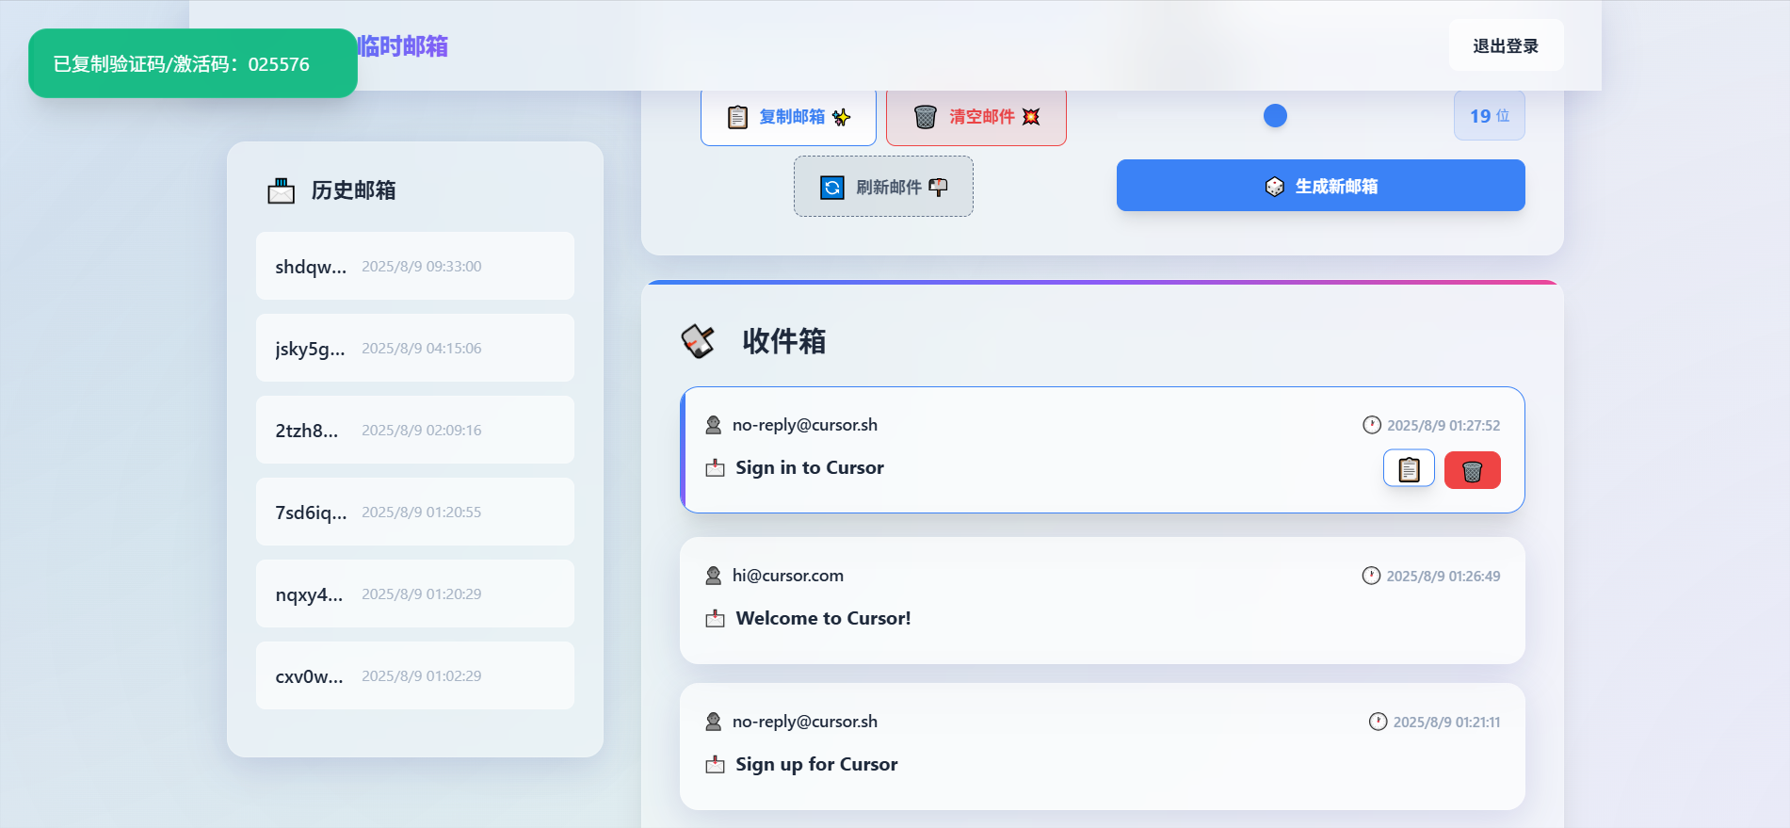 临时邮箱
退出登录
已复制验证码/激活码：025576
复制邮箱
清空邮件
19 位
刷新邮件
生成新邮箱
历史邮箱
shdqw... 2025/8/9 09:33:00
jsky5g... 2025/8/9 04:15:06
2tzh8... 2025/8/9 02:09:16
7sd6iq... 2025/8/9 01:20:55
nqxy4... 2025/8/9 01:20:29
cxv0w... 2025/8/9 01:02:29
收件箱
no-reply@cursor.sh 2025/8/9 01:27:52
Sign in to Cursor
hi@cursor.com 2025/8/9 01:26:49
Welcome to Cursor!
no-reply@cursor.sh 2025/8/9 01:21:11
Sign up for Cursor